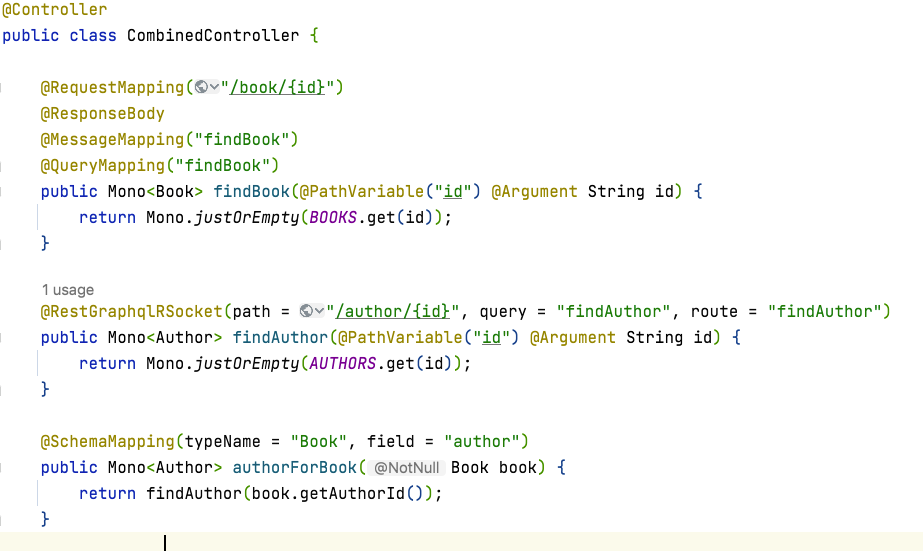 @Controller
public class CombinedController {
@RequestMapping("/book/{id}")
@ResponseBody
@MessageMapping("findBook")
@QueryMapping("findBook")
public Mono<Book> findBook(@PathVariable("id") @Argument String id) {
return Mono.justOrEmpty(BOOKS.get(id));
}
1 usage
@RestGraphqlRSocket(path = "/author/{id}", query = "findAuthor", route = "findAuthor")
public Mono<Author> findAuthor(@PathVariable("id") @Argument String id) {
return Mono.justOrEmpty(AUTHORS.get(id));
}
@SchemaMapping(typeName = "Book", field = "author")
public Mono<Author> authorForBook( @NotNull Book book) {
return findAuthor(book.getAuthorId());
}